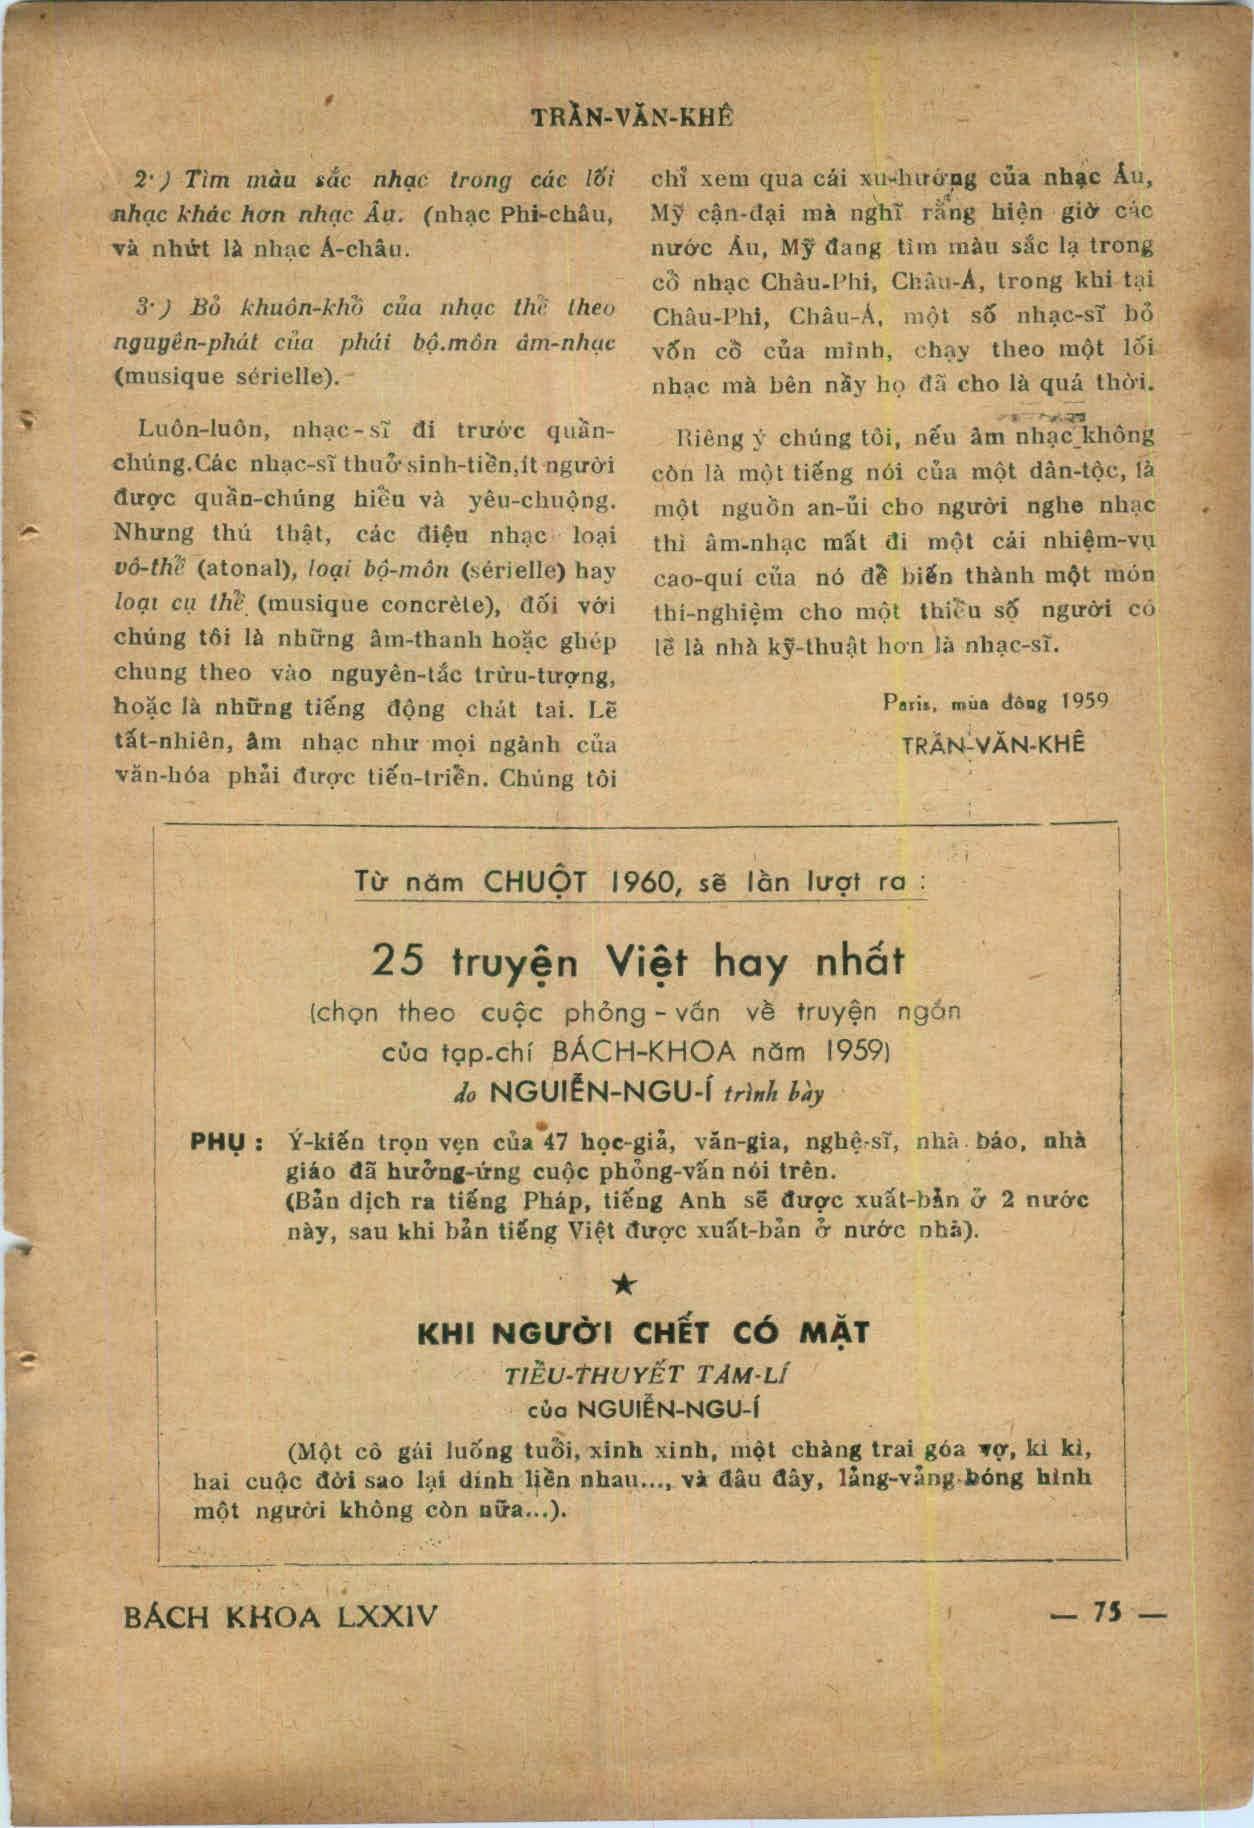 TRẦN-VĂN-KHÊ
2·) Tìm màu sắc nhạc trong các lối
nhạc khác hơn nhạc Âu. (nhạc Phi-châu,
và nhứt là nhạc Á-châu.
3·) Bỏ khuôn-khổ của nhạc thể theo
nguyên-phát của phái bộ.môn âm-nhạc
(musique sérielle).
Luôn-luôn, nhạc-sĩ đi trước quần-
chúng.Các nhạc-sĩ thuở sinh-tiền,ít người
được quần-chúng hiểu và yêu-chuộng.
Nhưng thú thật, các điệu nhạc loại
vô-thể (atonal), loại bộ-môn (sérielle) hay
loại cụ thể (musique concrète), đối với
chúng tôi là những âm-thanh hoặc ghép
chung theo vào nguyên-tắc trừu-tượng,
hoặc là những tiếng động chát tai. Lẽ
tất-nhiên, âm nhạc như mọi ngành của
văn-hóa phải được tiến-triển. Chúng tôi
chỉ xem qua cái xu-hướng của nhạc Âu,
Mỹ cận-đại mà nghĩ rằng hiện giờ các
nước Âu, Mỹ đang tìm màu sắc lạ trong
cổ nhạc Châu-Phi, Châu-Á, trong khi tại
Châu-Phi, Châu-Á, một số nhạc-sĩ bỏ
vốn cổ của mình, chạy theo một lối
nhạc mà bên nầy họ đã cho là quá thời.
Riêng ý chúng tôi, nếu âm nhạc không
còn là một tiếng nói của một dân-tộc, là
một nguồn an-ủi cho người nghe nhạc
thì âm-nhạc mất đi một cái nhiệm-vụ
cao-quí của nó để biến thành một món
thí-nghiệm cho một thiểu số người có
lẽ là nhà kỹ-thuật hơn là nhạc-sĩ.
Paris, mùa đông 1959
TRẦN-VĂN-KHÊ
Từ năm CHUỘT 1960, sẽ lần lượt ra :
25 truyện Việt hay nhất
(chọn theo cuộc phỏng-vấn về truyện ngắn
của tạp-chí BÁCH-KHOA năm 1959)
do NGUIỄN-NGU-Í trình bày
PHỤ : Ý-kiến trọn vẹn của 47 học-giả, văn-gia, nghệ-sĩ, nhà báo, nhà
giáo đã hưởng-ứng cuộc phỏng-vấn nói trên.
(Bản dịch ra tiếng Pháp, tiếng Anh sẽ được xuất-bản ở 2 nước
này, sau khi bản tiếng Việt được xuất-bản ở nước nhà).
★
KHI NGƯỜI CHẾT CÓ MẶT
TIỂU-THUYẾT TÂM-LÍ
của NGUIỄN-NGU-Í
(Một cô gái luống tuổi, xinh xinh, một chàng trai góa vợ, kì kì,
hai cuộc đời sao lại dính liền nhau..., và đâu đây, lảng-vảng bóng hình
một người không còn nữa...).
BÁCH KHOA LXXIV
— 75 —